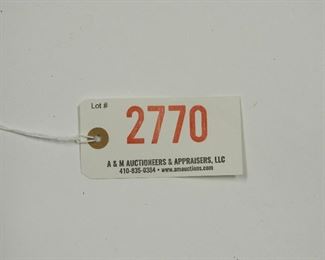 Lot #
2770
A & M AUCTIONEERS & APPRAISERS, LLC
410-835-0384 • www.amauctions.com